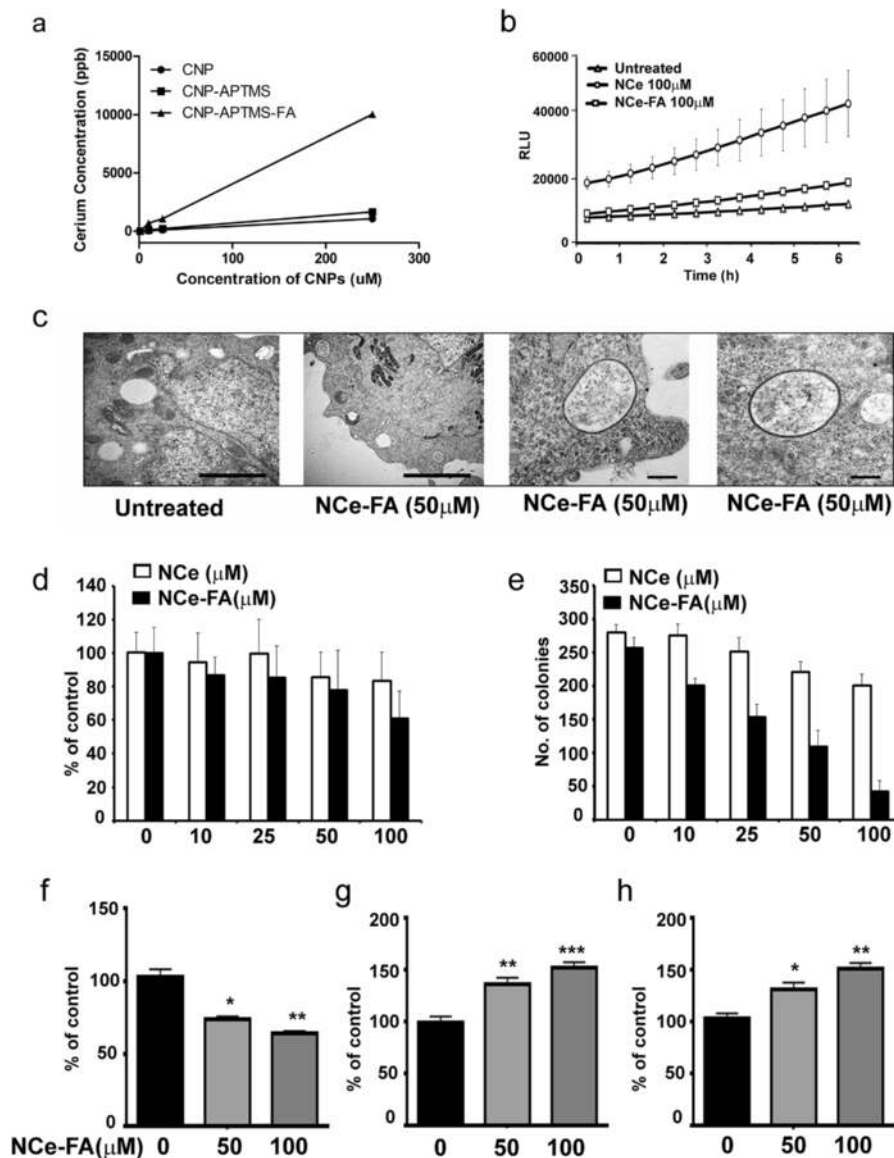 a
15000
10000
5000
0
Cerium Concentration (ppb)
CNP
CNP-APTMS
CNP-APTMS-FA
0 100 200 300
Concentration of CNPs (uM)
b
60000
40000
20000
0
RLU
Untreated
NCe 100μM
NCe-FA 100μM
0 1 2 3 4 5 6
Time (h)
c
Untreated NCe-FA (50μM) NCe-FA (50μM) NCe-FA (50μM)
d
NCe (μM)
NCe-FA(μM)
140
120
100
80
60
40
20
0
% of control
0 10 25 50 100
e
NCe (μM)
NCe-FA(μM)
350
300
250
200
150
100
50
0
No. of colonies
0 10 25 50 100
f
150
100
50
0
% of control
* **
NCe-FA(μM) 0 50 100
g
200
150
100
50
0
% of control
** ***
0 50 100
h
200
150
100
50
0
% of control
* **
0 50 100